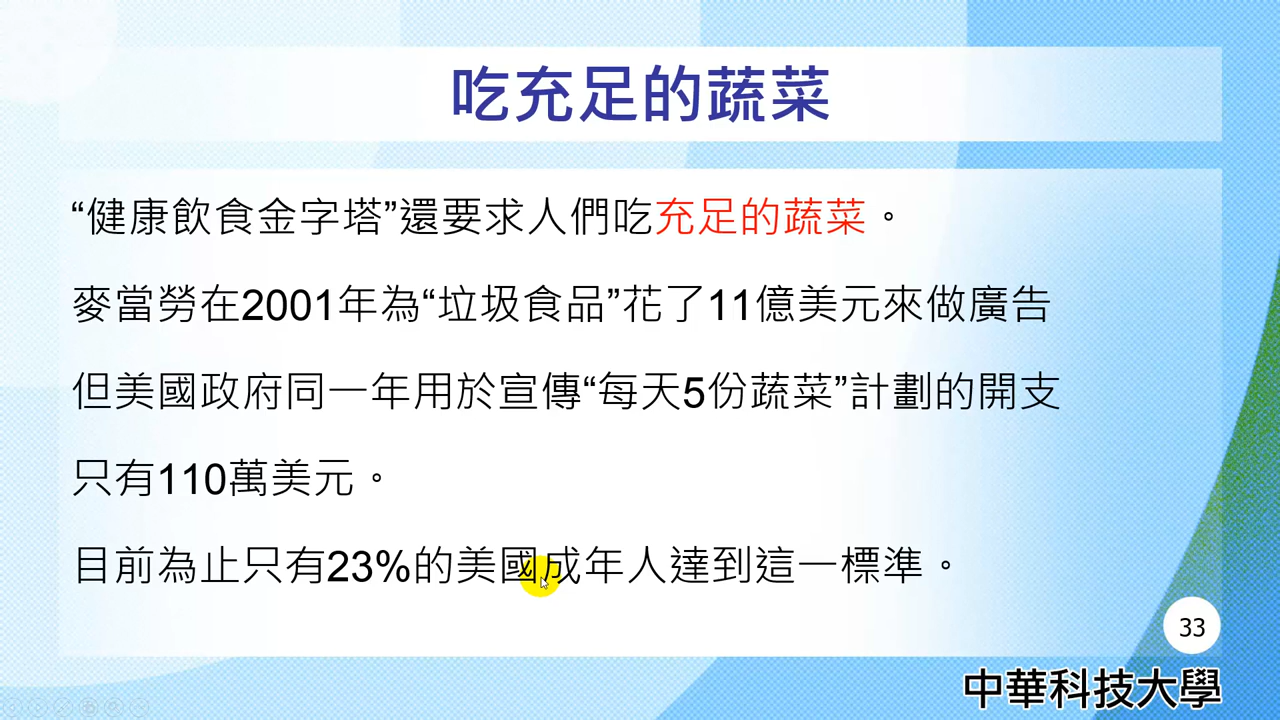 吃充足的蔬菜
“健康飲食金字塔”還要求人們吃充足的蔬菜。
麥當勞在2001年為“垃圾食品”花了11億美元來做廣告
但美國政府同一年用於宣傳“每天5份蔬菜”計劃的開支
只有110萬美元。
目前為止只有23%的美國成年人達到這一標準。
33
中華科技大學